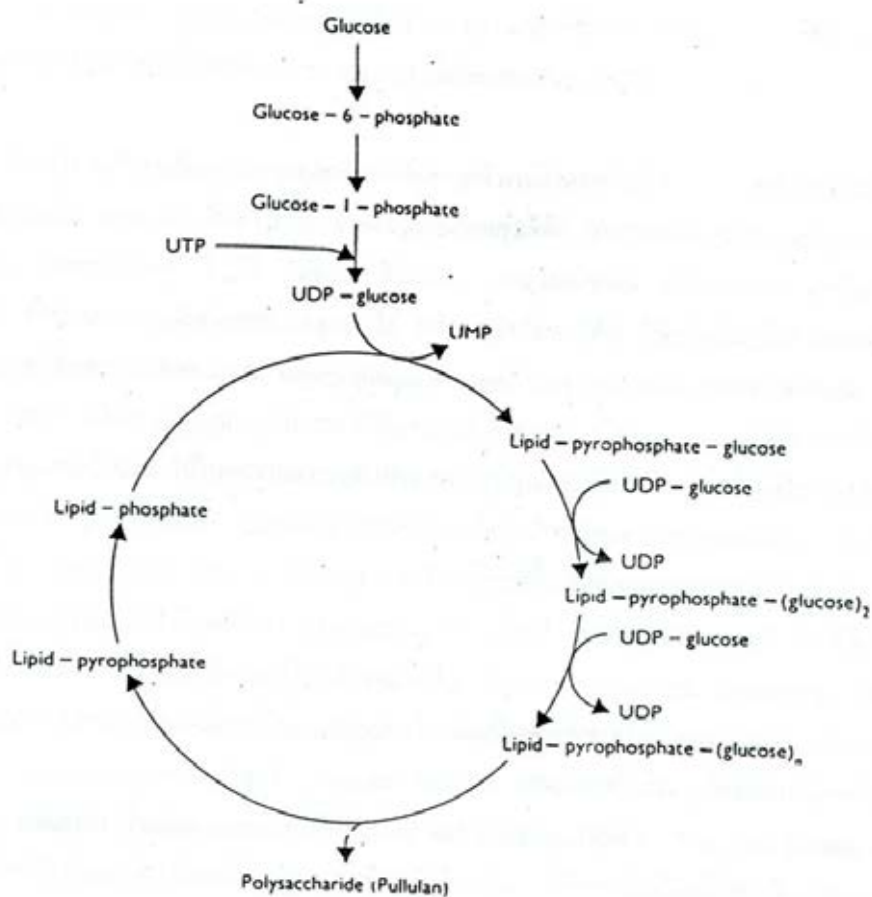 Glucose
Glucose – 6 – phosphate
Glucose – 1 – phosphate
UTP
UDP – glucose
UMP
Lipid – pyrophosphate – glucose
UDP – glucose
Lipid – phosphate
UDP
Lipid – pyrophosphate – (glucose)₂
UDP – glucose
Lipid – pyrophosphate
UDP
Lipid – pyrophosphate – (glucose)ₙ
Polysaccharide (Pullulan)